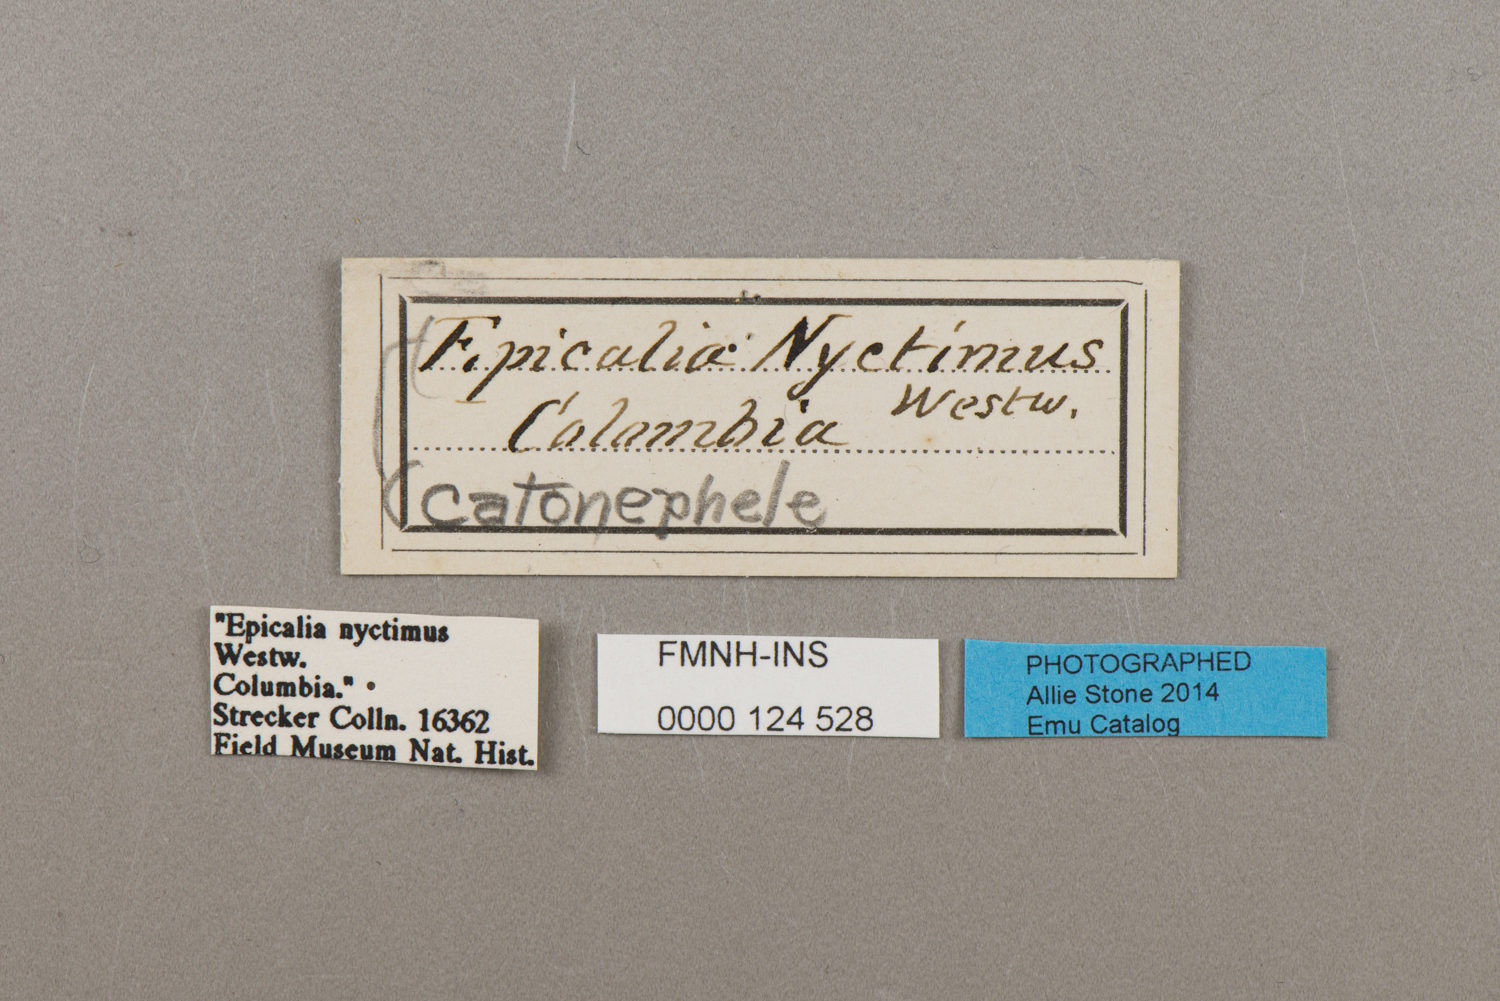 Epicalia Nyctimus
Westw.
Colombia
Catonephele
"Epicalia nyctimus
Westw.
Columbia."
Strecker Colln. 16362
Field Museum Nat. Hist.
FMNH-INS
0000 124 528
PHOTOGRAPHED
Allie Stone 2014
Emu Catalog